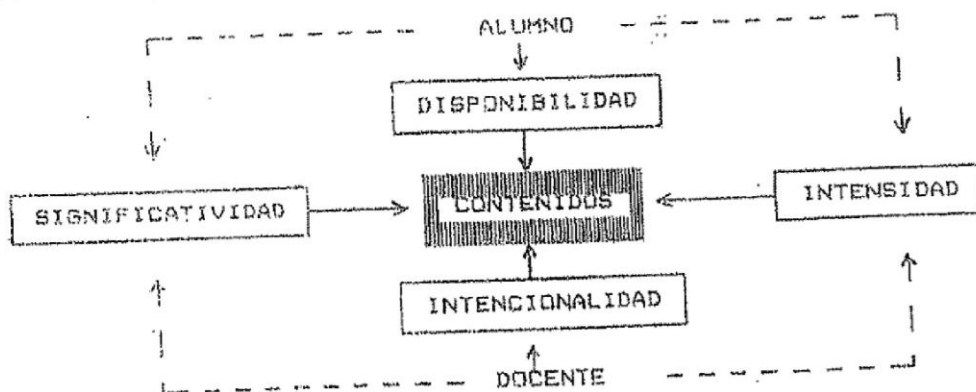 ALUMNO
DISPONIBILIDAD
SIGNIFICATIVIDAD
CONTENIDOS
INTENSIDAD
INTENCIONALIDAD
DOCENTE